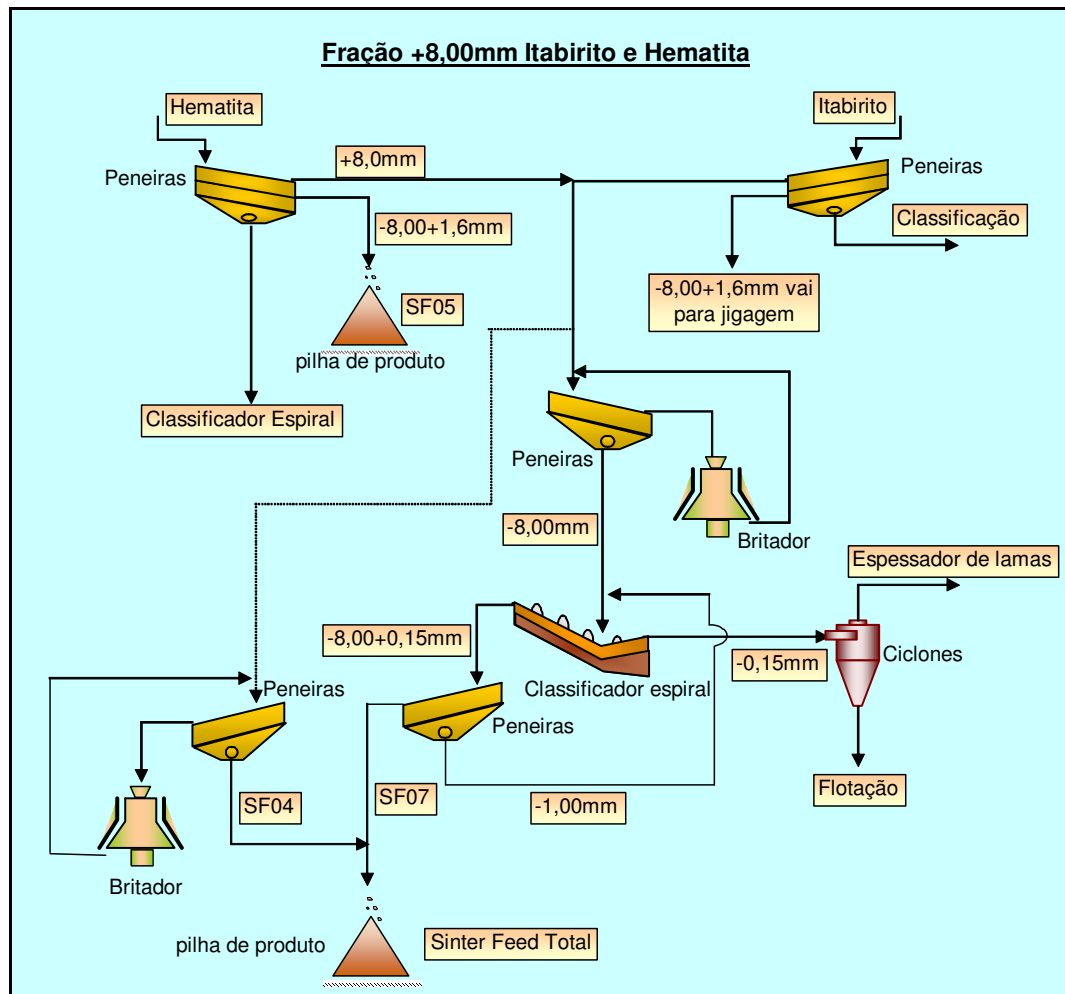 Fração +8,00mm Itabirito e Hematita
Hematita
Itabirito
Peneiras
+8,0mm
Peneiras
-8,00+1,6mm
Classificação
SF05
-8,00+1,6mm vai
para jigagem
pilha de produto
Classificador Espiral
Peneiras
-8,00mm
Britador
Espessador de lamas
-8,00+0,15mm
-0,15mm
Ciclones
Classificador espiral
Peneiras
Peneiras
SF04
SF07
-1,00mm
Flotação
Britador
pilha de produto
Sinter Feed Total